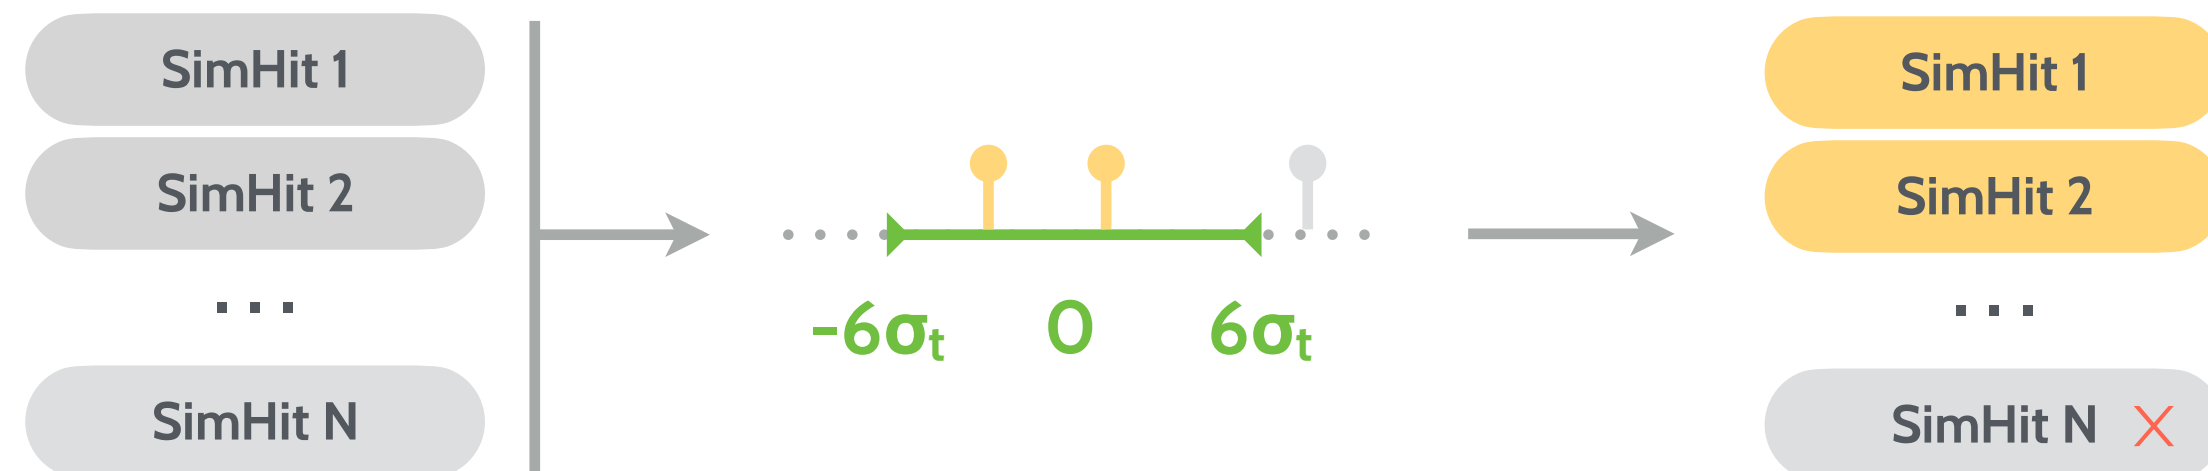 SimHit 1
SimHit 2
...
SimHit N
-6σt
0
6σt
SimHit 1
SimHit 2
...
SimHit N X